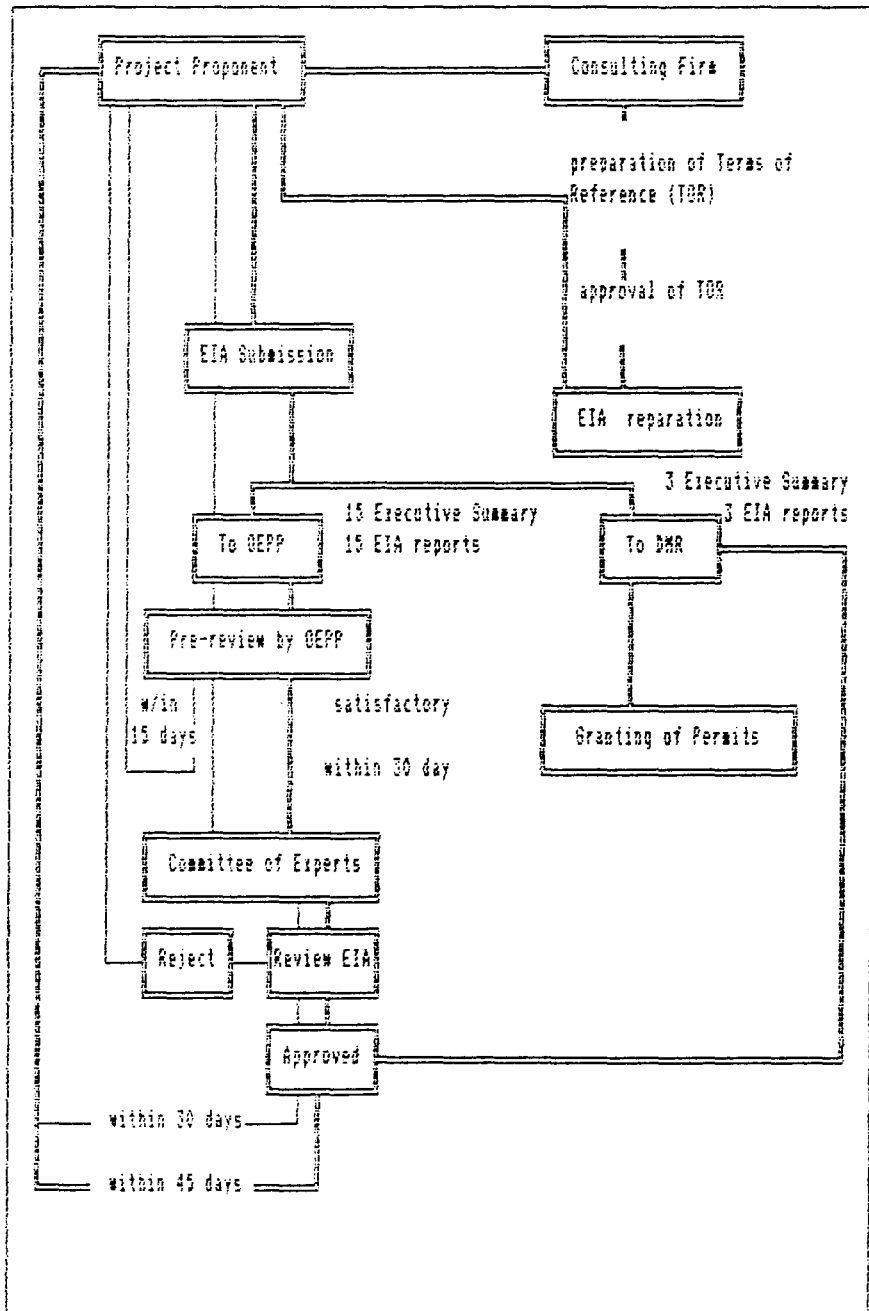 Project Proponent
Consulting Firm
preparation of Terms of
Reference (TOR)
approval of TOR
EIA Submission
EIA reparation
3 Executive Summary
3 EIA reports
15 Executive Summary
15 EIA reports
To OEPP
To DMR
Pre-review by OEPP
w/in
15 days
satisfactory
within 30 day
Granting of Permits
Committee of Experts
Reject
Review EIA
Approved
within 30 days
within 45 days